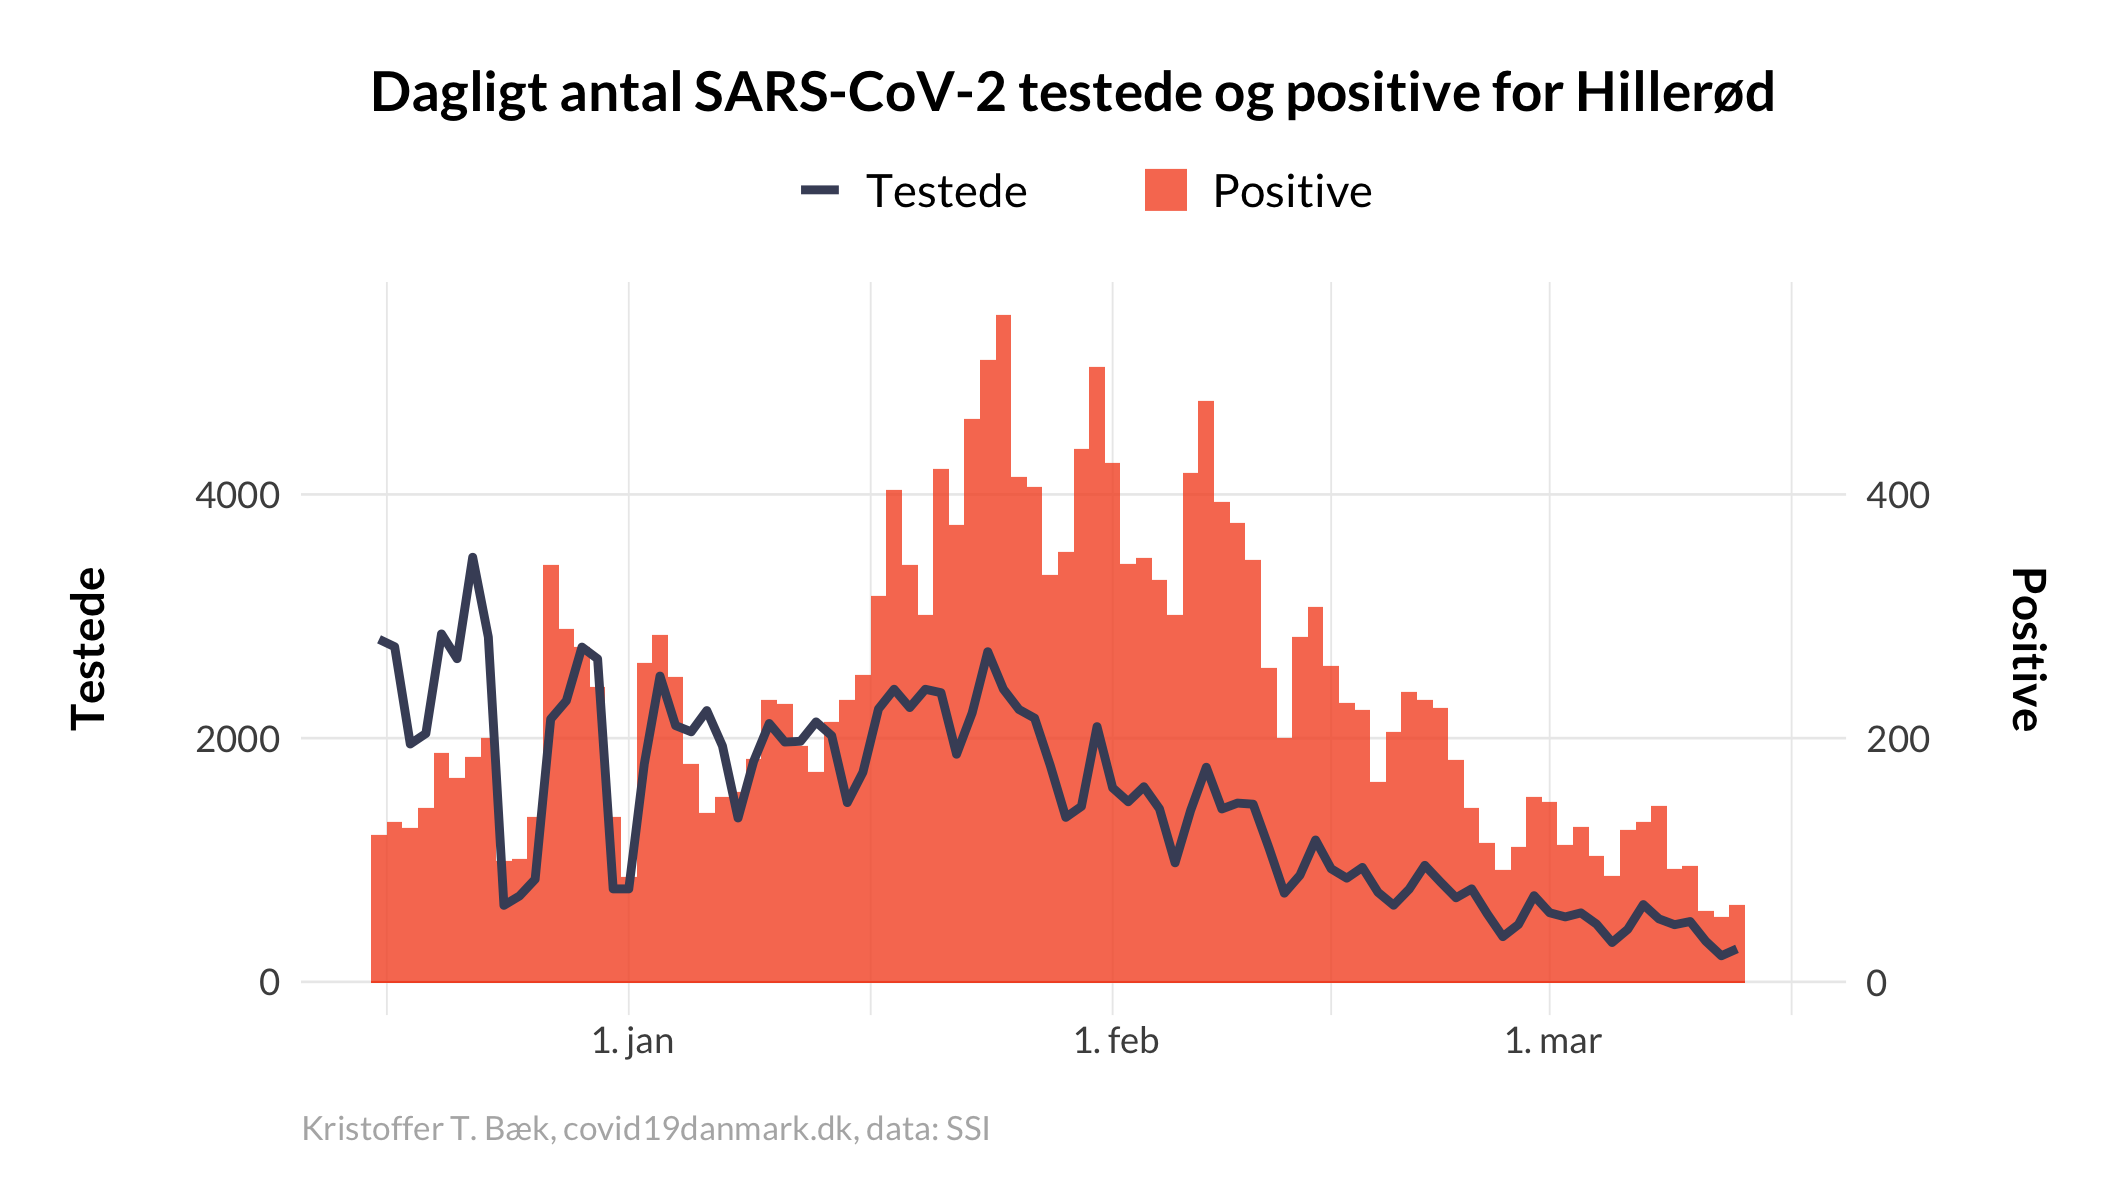 Dagligt antal SARS-CoV-2 testede og positive for Hillerød
Testede
Positive
4000
2000
0
Testede
400
200
0
Positive
1. jan
1. feb
1. mar
Kristoffer T. Bæk, covid19danmark.dk, data: SSI